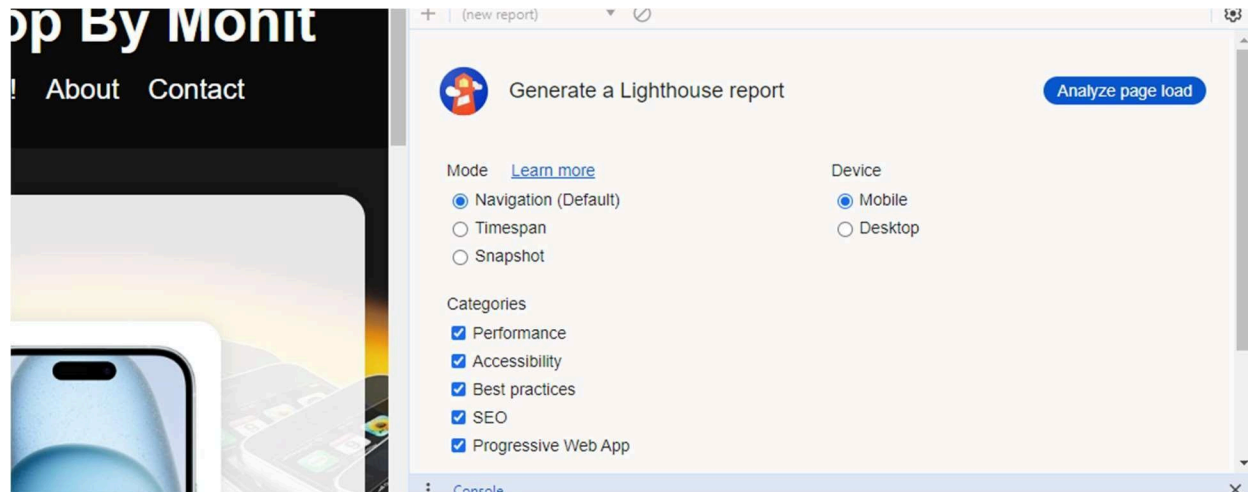 op By Mohit
! About Contact
(new report)
Generate a Lighthouse report
Analyze page load
Mode Learn more
Navigation (Default)
Timespan
Snapshot
Device
Mobile
Desktop
Categories
Performance
Accessibility
Best practices
SEO
Progressive Web App
Console